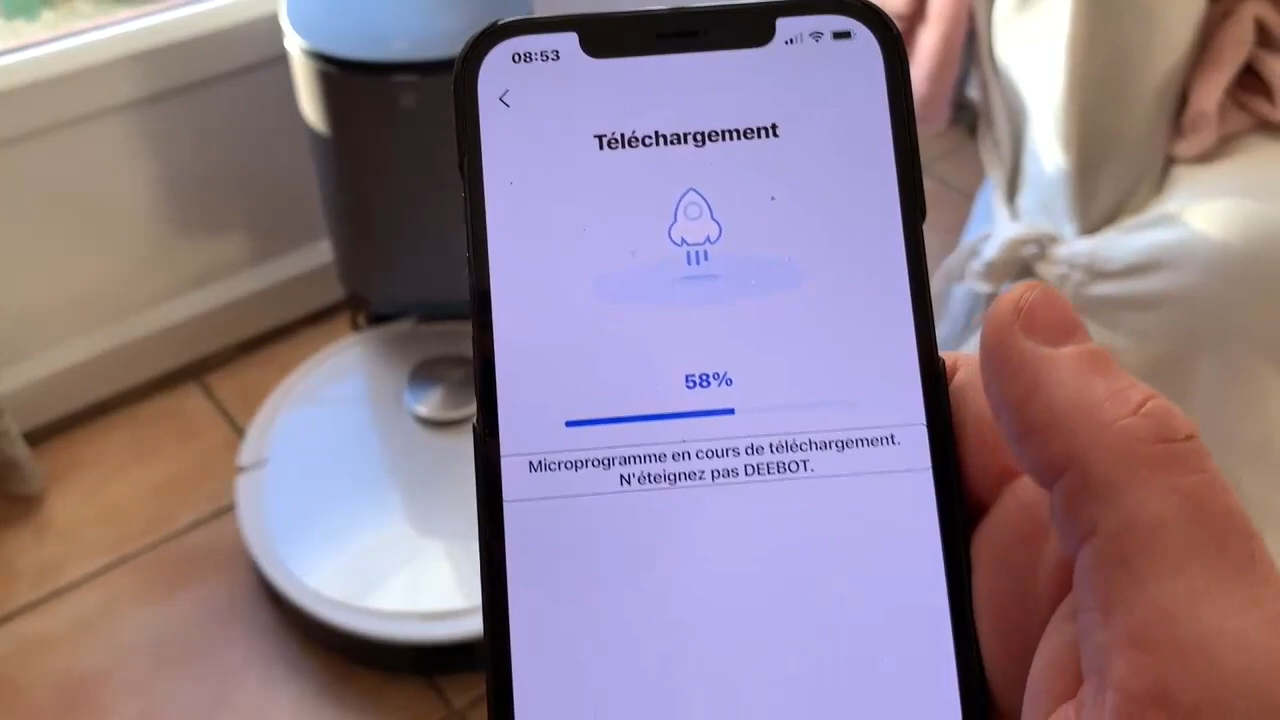 08:53
Téléchargement
58%
Microprogramme en cours de téléchargement.
N'éteignez pas DEEBOT.